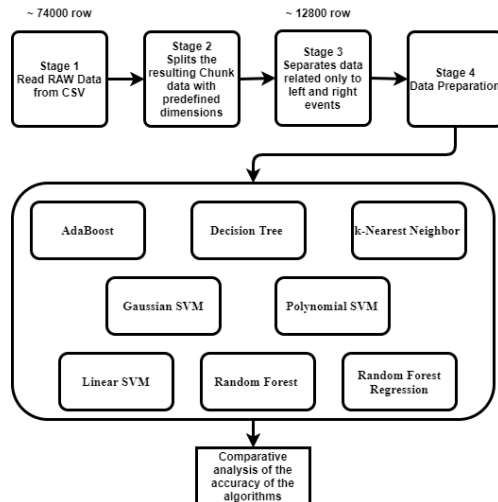 ~ 74000 row
~ 12800 row
Stage 1
Read RAW Data
from CSV
Stage 2
Splits the
resulting Chunk
data with
predefined
dimensions
Stage 3
Separates data
related only to
left and right
events
Stage 4
Data Preparation
AdaBoost
Decision Tree
k-Nearest Neighbor
Gaussian SVM
Polynomial SVM
Linear SVM
Random Forest
Random Forest
Regression
Comparative
analysis of the
accuracy of the
algorithms